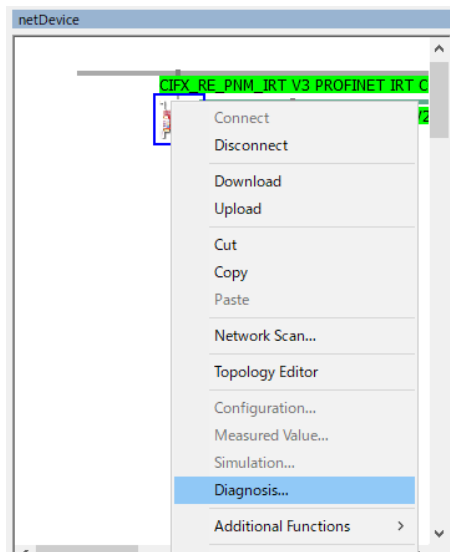 netDevice
CIFX_RE_PNM_IRT V3 PROFINET IRT C
V2
Connect
Disconnect
Download
Upload
Cut
Copy
Paste
Network Scan...
Topology Editor
Configuration...
Measured Value...
Simulation...
Diagnosis...
Additional Functions